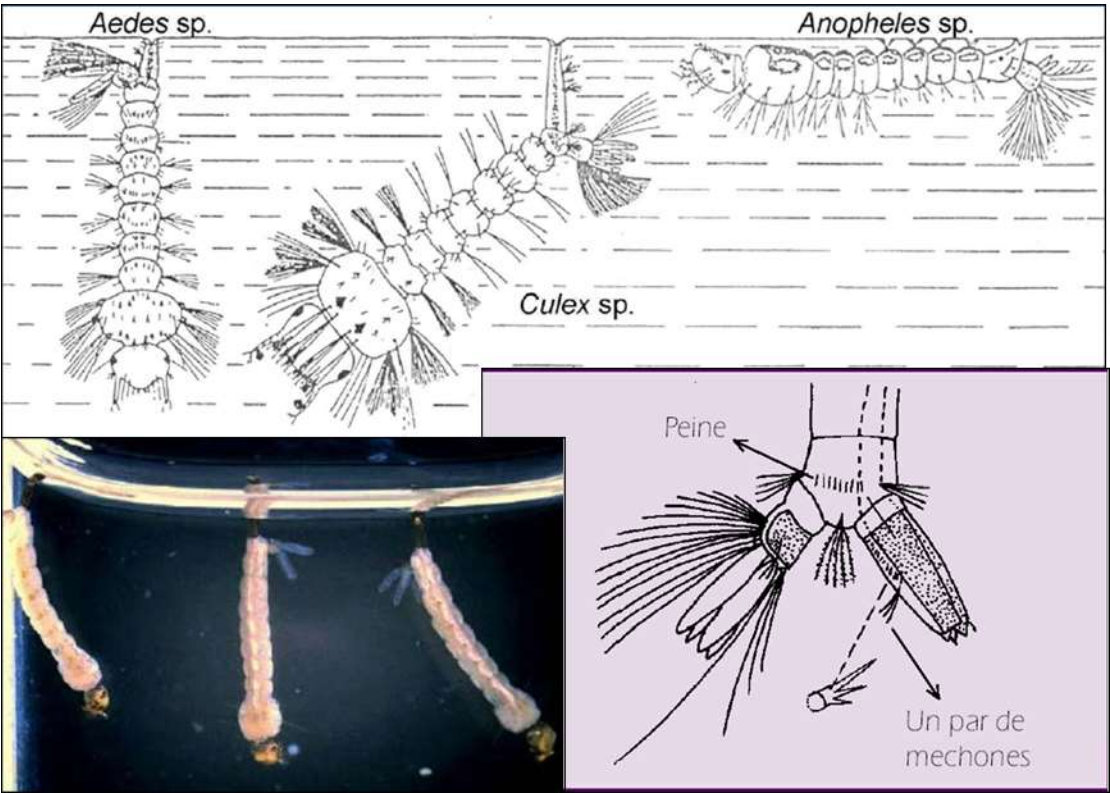 Aedes sp.
Anopheles sp.
Culex sp.
Peine
Un par de
mechones